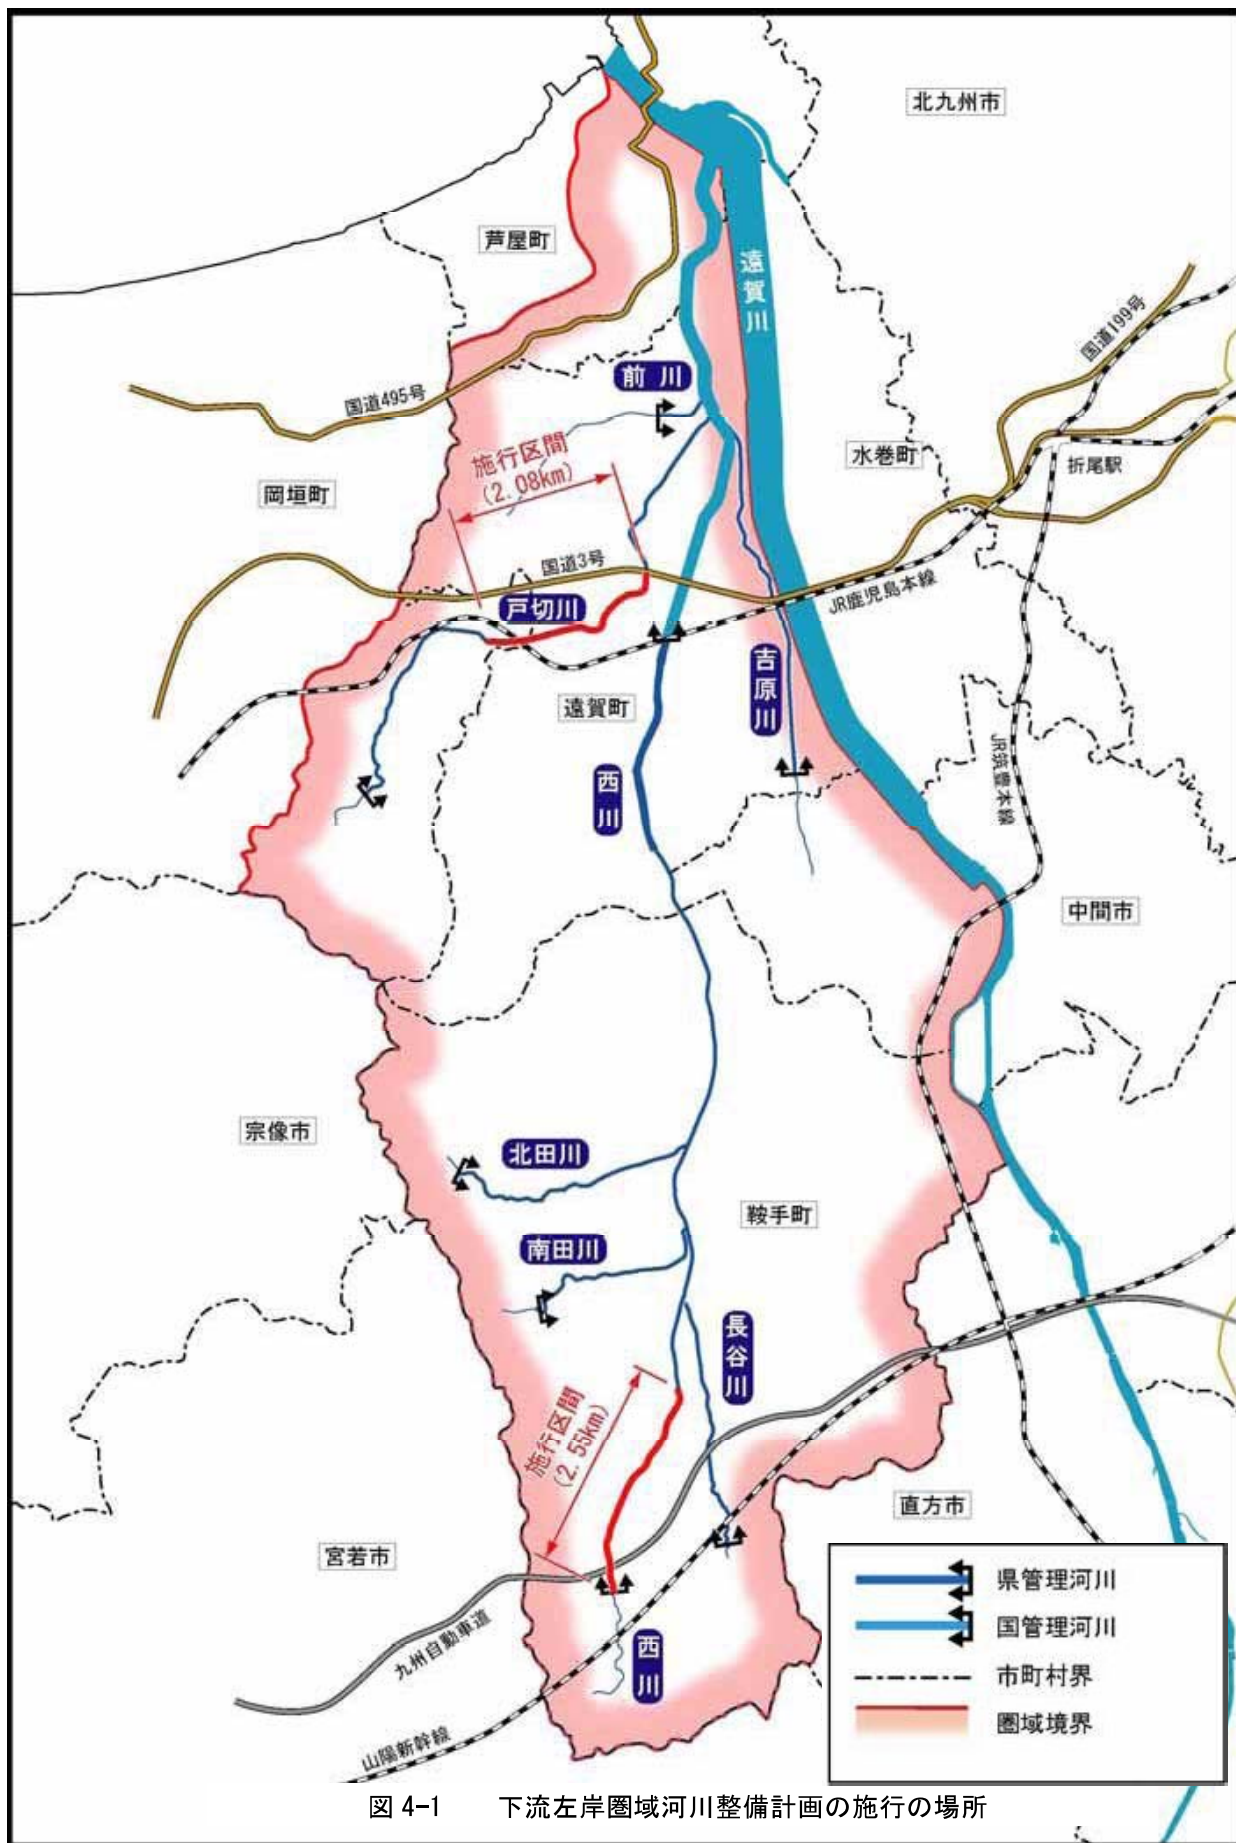 北九州市
芦屋町
遠賀川
国道199号
前川
国道495号
水巻町
折尾駅
施行区間
(2.08km)
岡垣町
国道3号
JR鹿児島本線
戸切川
吉原川
遠賀町
JR筑豊本線
西川
中間市
宗像市
北田川
鞍手町
南田川
長谷川
施行区間
(2.55km)
直方市
宮若市
県管理河川
国管理河川
市町村界
圏域境界
九州自動車道
西川
山陽新幹線
図 4-1 下流左岸圏域河川整備計画の施行の場所